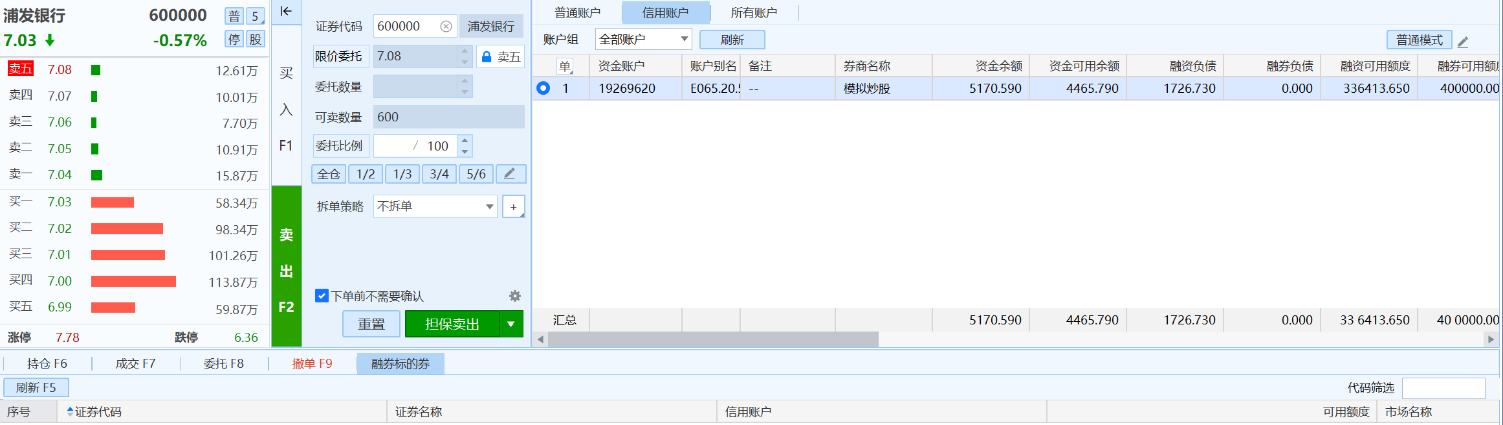 浦发银行 600000 普 5
7.03 -0.57% 停 股
卖五 7.08 12.61万
卖四 7.07 10.01万
卖三 7.06 7.70万
卖二 7.05 10.91万
卖一 7.04 15.87万
买一 7.03 58.34万
买二 7.02 98.34万
买三 7.01 101.26万
买四 7.00 113.87万
买五 6.99 59.87万
涨停 7.78 跌停 6.36
买
入
F1
卖
出
F2
证券代码 600000 浦发银行
限价委托 7.08 卖五
委托数量
可卖数量 600
委托比例 / 100
全仓 1/2 1/3 3/4 5/6
拆单策略 不拆单 +
下单前不需要确认
重置 担保卖出
普通账户 信用账户 所有账户
账户组 全部账户 刷新 普通模式
单 资金账户 账户别名 备注 券商名称 资金余额 资金可用余额 融资负债 融券负债 融资可用额度 融券可用额度
1 19269620 E065.20.5 -- 模拟炒股 5170.590 4465.790 1726.730 0.000 336413.650 400000.00
汇总 5170.590 4465.790 1726.730 0.000 33 6413.650 40 0000.00
持仓 F6 成交 F7 委托 F8 撤单 F9 融券标的券
刷新 F5 代码筛选
序号 证券代码 证券名称 信用账户 可用额度 市场名称